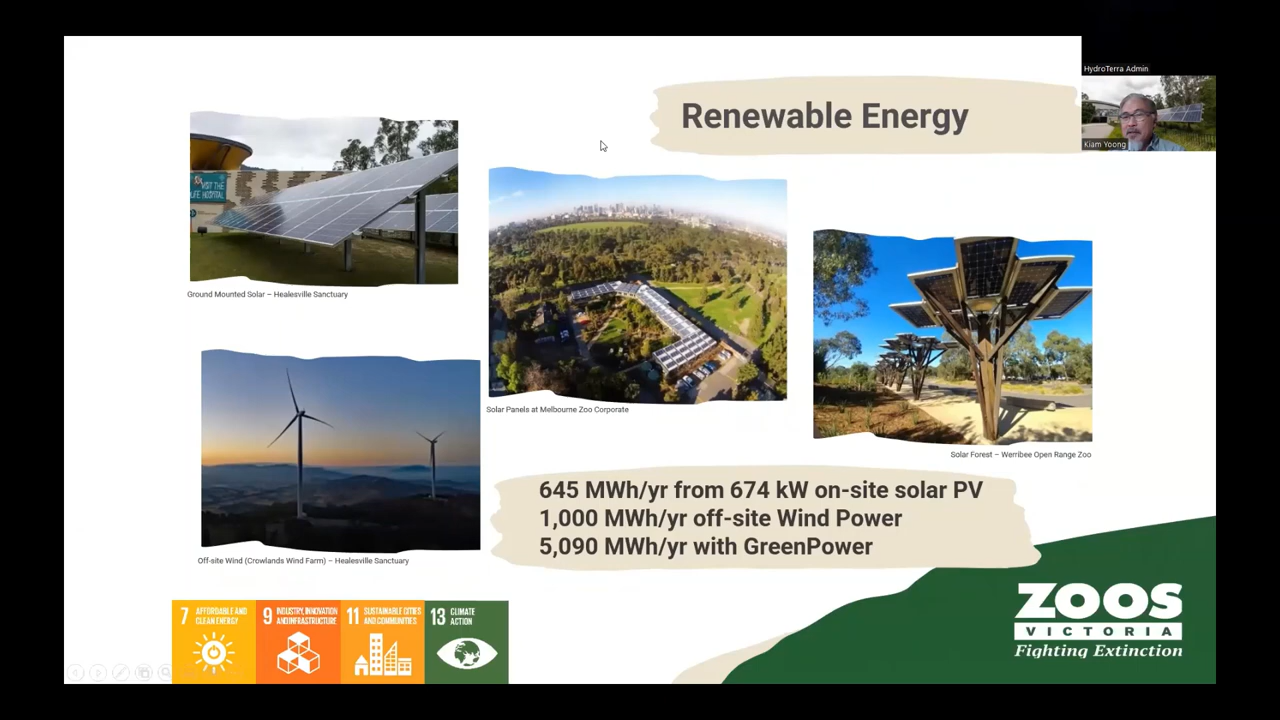 HydroTerra Admin
Renewable Energy
Kiam Yoong
VISIT THE
LIFE HOSPITAL
Ground Mounted Solar – Healesville Sanctuary
Solar Panels at Melbourne Zoo Corporate
Solar Forest – Werribee Open Range Zoo
Off-site Wind (Crowlands Wind Farm) – Healesville Sanctuary
645 MWh/yr from 674 kW on-site solar PV
1,000 MWh/yr off-site Wind Power
5,090 MWh/yr with GreenPower
7 AFFORDABLE AND
CLEAN ENERGY
9 INDUSTRY, INNOVATION
AND INFRASTRUCTURE
11 SUSTAINABLE CITIES
AND COMMUNITIES
13 CLIMATE
ACTION
ZOOS
VICTORIA
Fighting Extinction